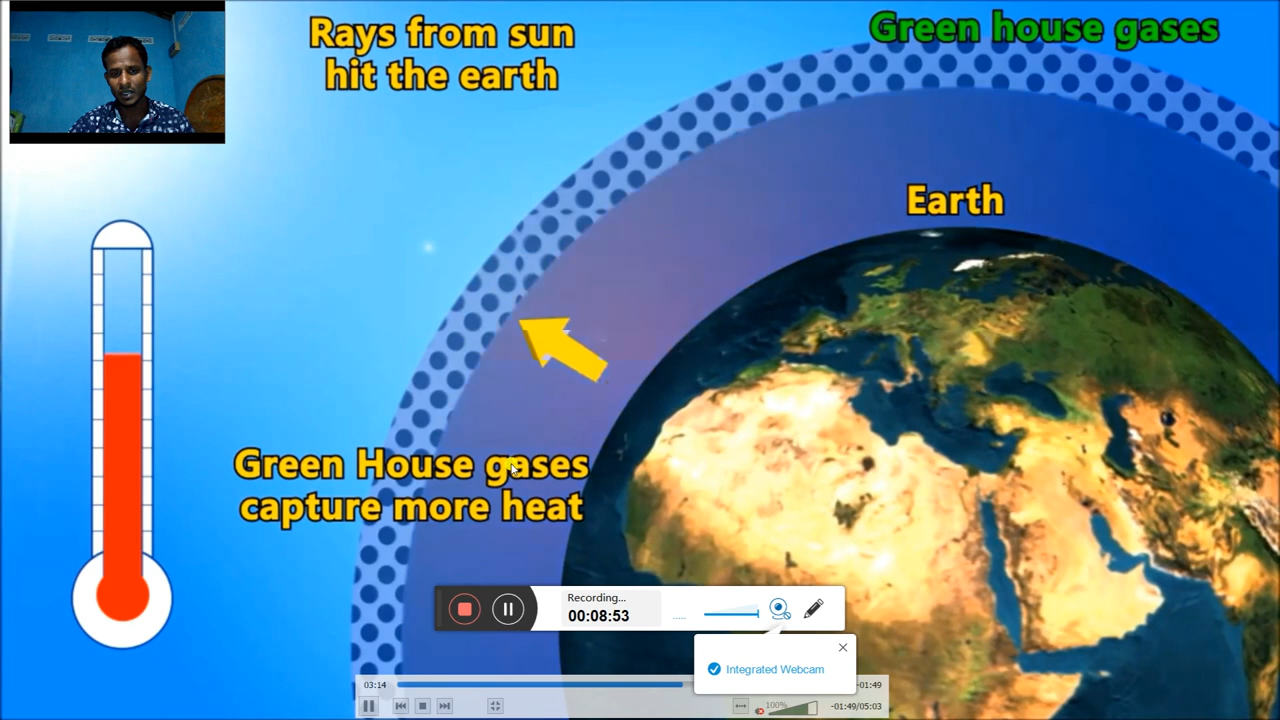 Rays from sun
hit the earth
Green house gases
Earth
Green House gases
capture more heat
Recording...
00:08:53
Integrated Webcam
03:14
-01:49
100%
-01:49/05:03